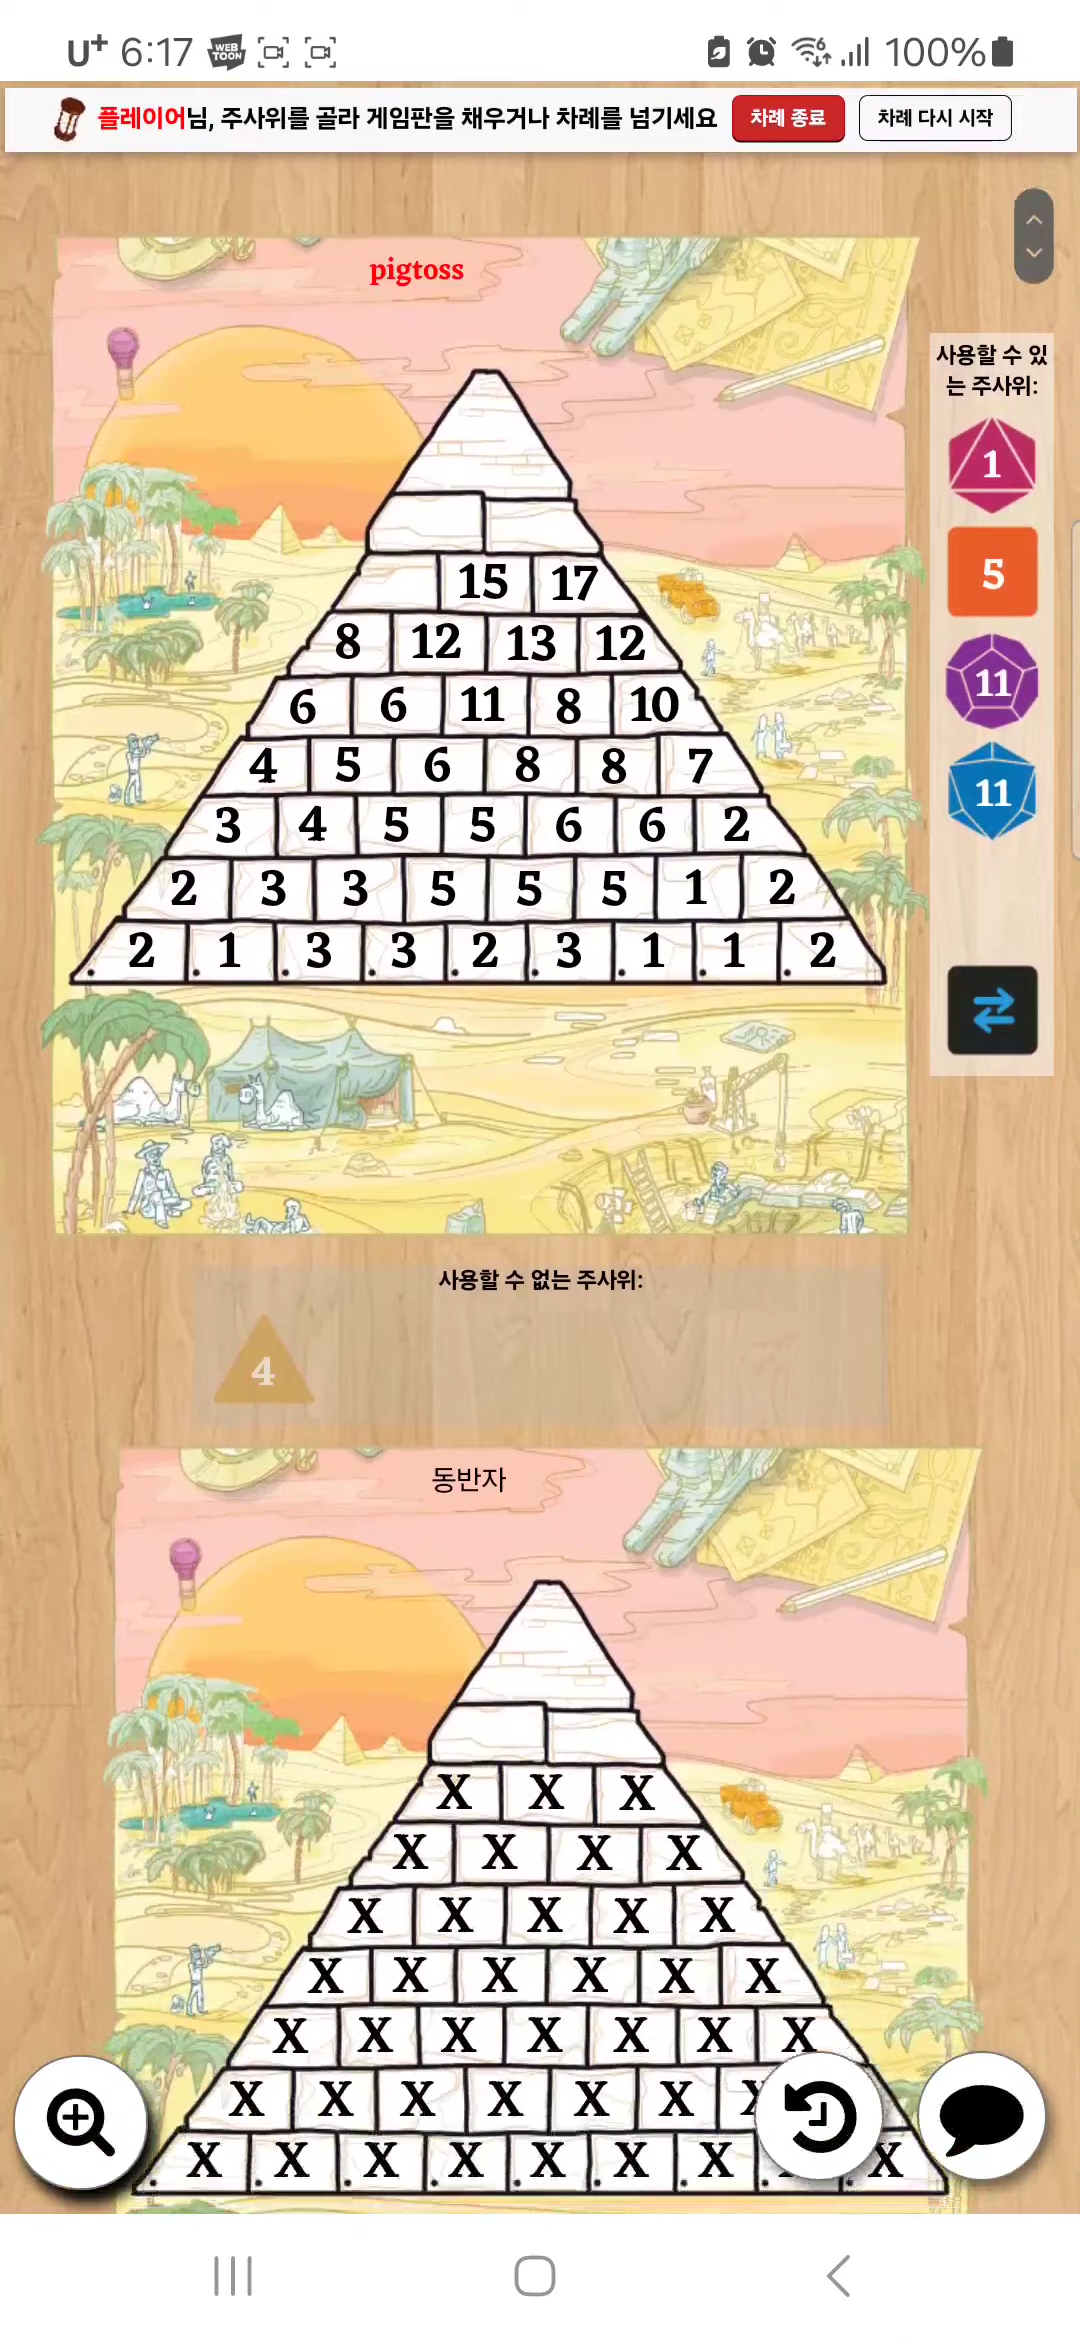 U+ 6:17 WEB TOON 6 100%
플레이어님, 주사위를 골라 게임판을 채우거나 차례를 넘기세요 차례 종료 차례 다시 시작
pigtoss
사용할 수 있
는 주사위:
1
5
11
11
15 17
8 12 13 12
6 6 11 8 10
4 5 6 8 8 7
3 4 5 5 6 6 2
2 3 3 5 5 5 1 2
2 1 3 3 2 3 1 1 2
사용할 수 없는 주사위:
4
동반자
X X X
X X X X
X X X X X
X X X X X X
X X X X X X X
X X X X X X X
X X X X X X X X